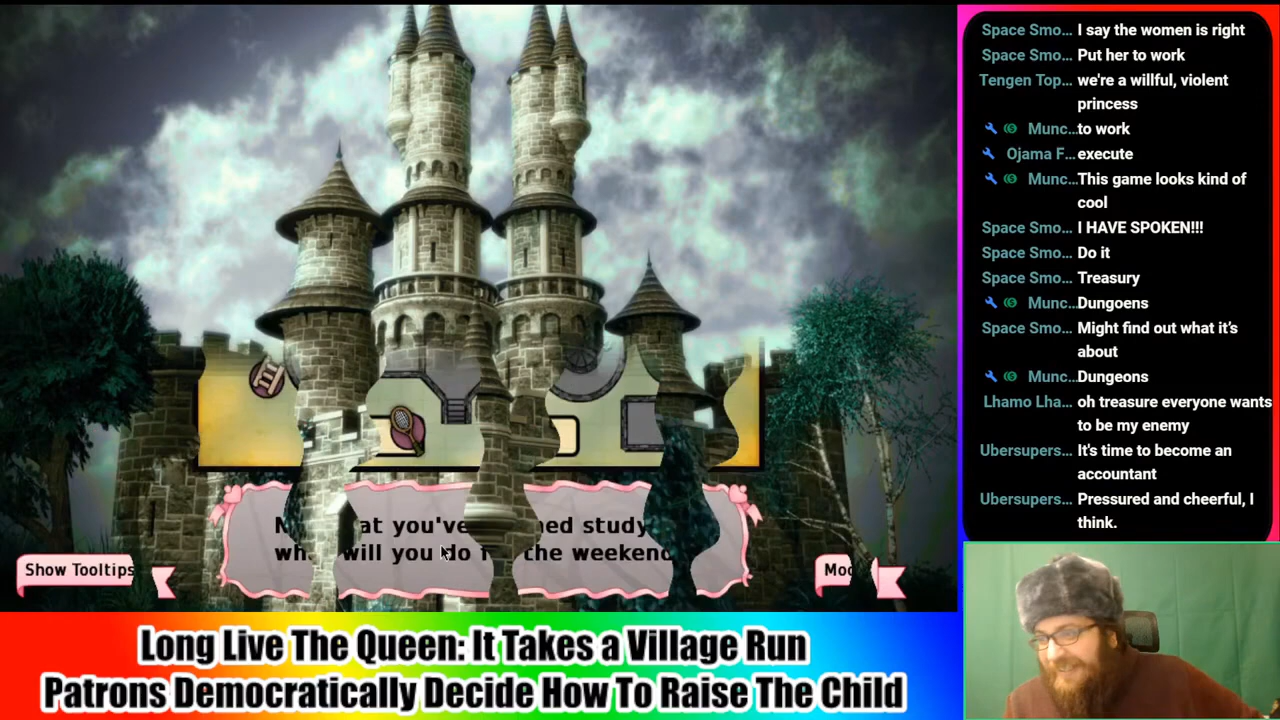 Space Smo... I say the women is right
Space Smo... Put her to work
Tengen Top... we're a willful, violent
princess
Munc... to work
Ojama F... execute
Munc... This game looks kind of
cool
Space Smo... I HAVE SPOKEN!!!
Space Smo... Do it
Space Smo... Treasury
Munc... Dungoens
Space Smo... Might find out what it's
about
Munc... Dungeons
Lhamo Lha... oh treasure everyone wants
to be my enemy
Ubersupers... It's time to become an
accountant
Ubersupers... Pressured and cheerful, I
think.
at you've study
will you do the weekend
Show Tooltips
Long Live The Queen: It Takes a Village Run
Patrons Democratically Decide How To Raise The Child